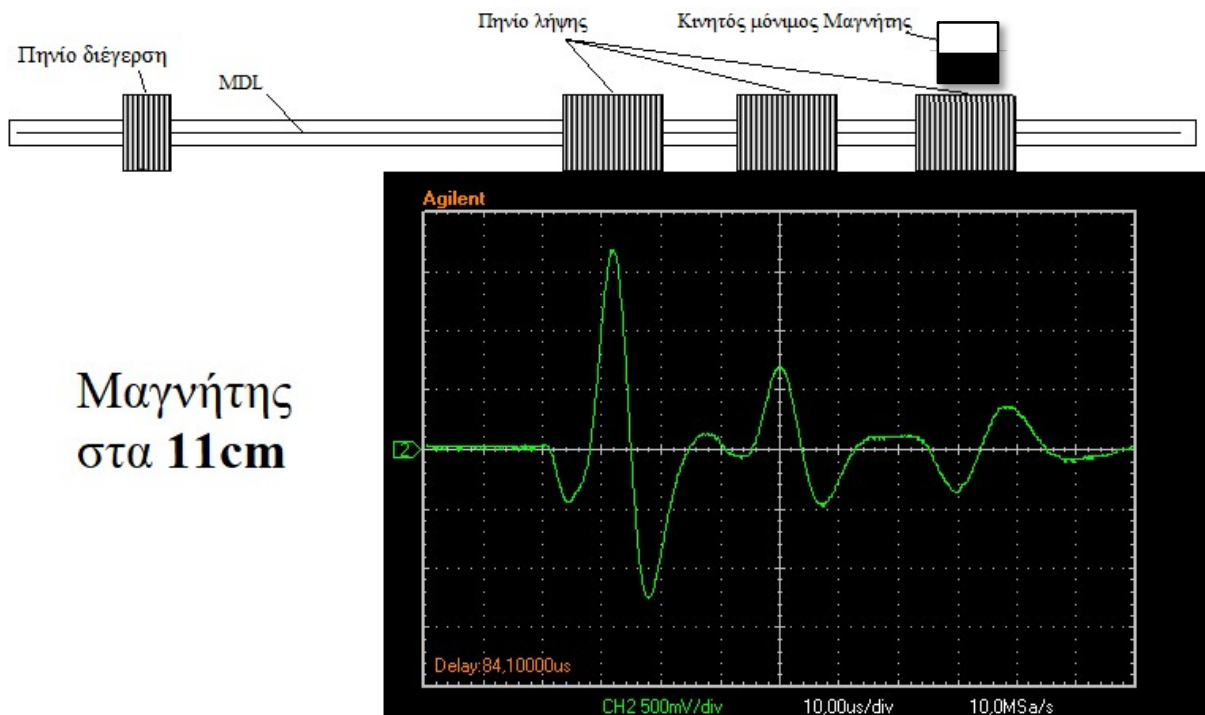 Πηνίο λήψης
Κινητός μόνιμος Μαγνήτης
Πηνίο διέγερση
MDL
Agilent
2
Μαγνήτης
στα 11cm
Delay:84,10000us
CH2 500mV/div 10,00us/div 10,0MSa/s